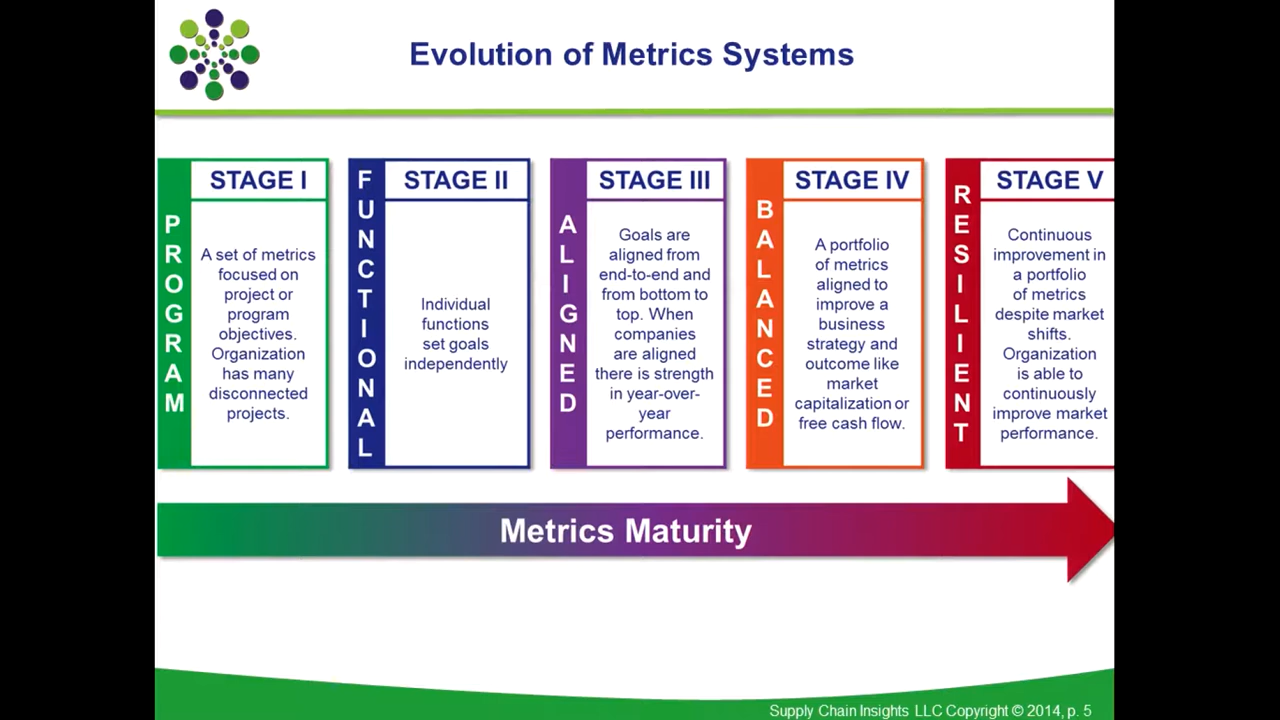 Evolution of Metrics Systems
PROGRAM
STAGE I
A set of metrics
focused on
project or
program
objectives.
Organization
has many
disconnected
projects.
FUNCTIONAL
STAGE II
Individual
functions
set goals
independently
ALIGNED
STAGE III
Goals are
aligned from
end-to-end and
from bottom to
top. When
companies
are aligned
there is strength
in year-over-
year
performance.
BALANCED
STAGE IV
A portfolio
of metrics
aligned to
improve a
business
strategy and
outcome like
market
capitalization or
free cash flow.
RESILIENT
STAGE V
Continuous
improvement in
a portfolio
of metrics
despite market
shifts.
Organization
is able to
continuously
improve market
performance.
Metrics Maturity
Supply Chain Insights LLC Copyright © 2014, p. 5